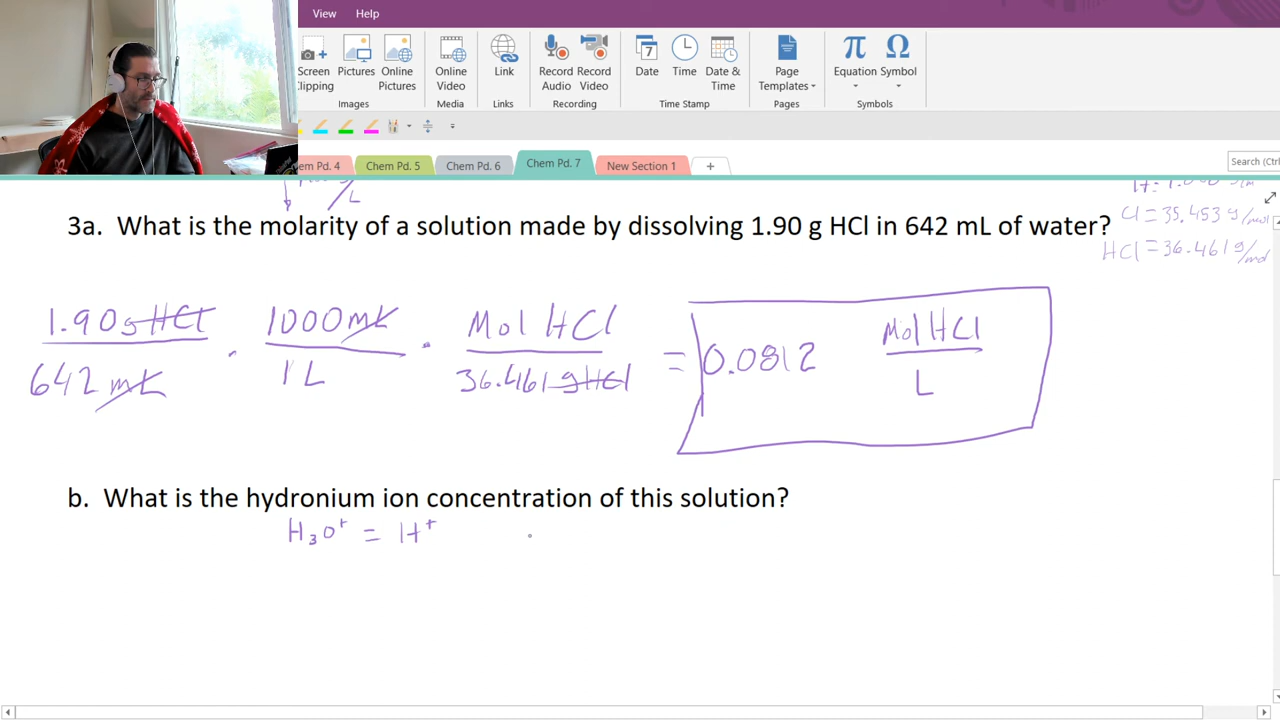 View Help
Screen Clipping Pictures Online Pictures Online Video Link Record Audio Record Video Date Time Date & Time Page Templates Equation Symbol
Images Media Links Recording Time Stamp Pages Symbols
em Pd. 4 Chem Pd. 5 Chem Pd. 6 Chem Pd. 7 New Section 1 + Search (Ctrl
/L
3a. What is the molarity of a solution made by dissolving 1.90 g HCl in 642 mL of water?
Cl = 35.453 g/mol
HCl = 36.461 g/mol
1.90g HCl / 642 mL · 1000 mL / 1 L · Mol HCl / 36.461 g HCl = 0.0812 Mol HCl / L
b. What is the hydronium ion concentration of this solution?
H₃O⁺ = H⁺